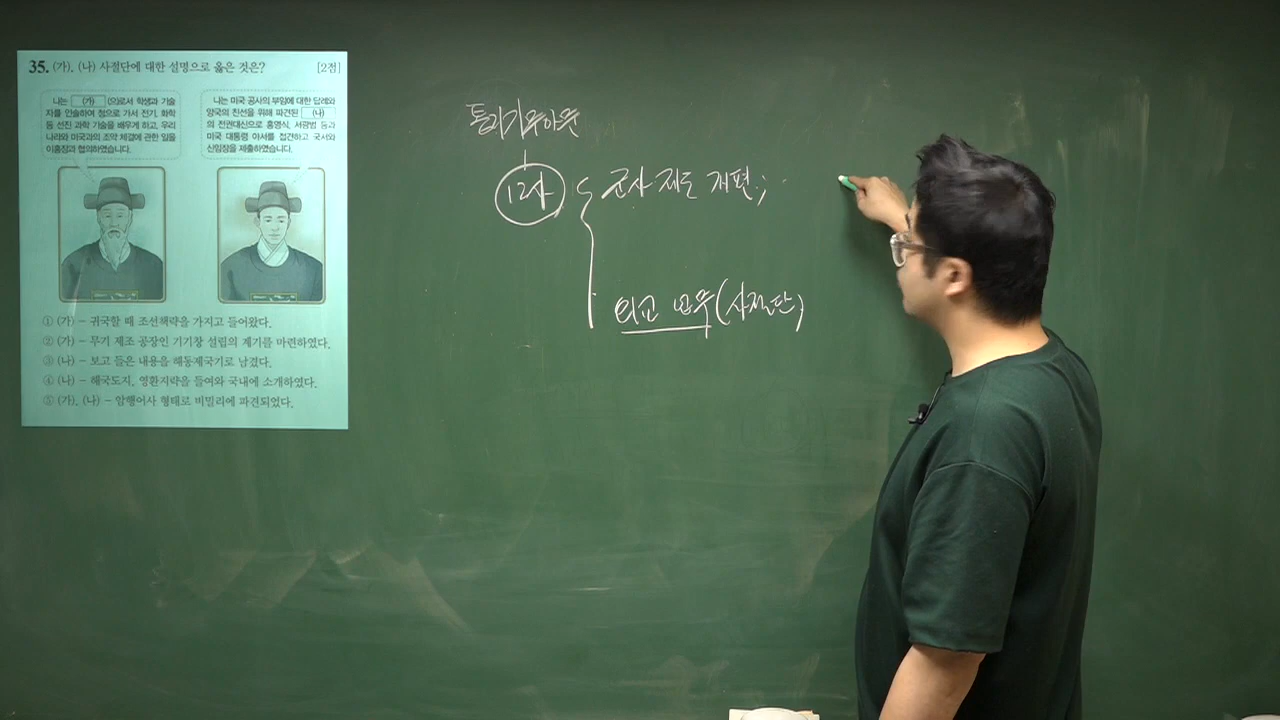 35. (가), (나) 사절단에 대한 설명으로 옳은 것은? [2점]
나는 (가) (으)로서 학생과 기술
자를 인솔하여 청으로 가서 전기, 화학
등 선진 과학 기술을 배우게 하고, 우리
나라와 미국과의 조약 체결에 관한 일을
이홍장과 협의하였습니다.
나는 미국 공사의 부임에 대한 답례와
양국의 친선을 위해 파견된 (나)
의 전권대신으로 홍영식, 서광범 등과
미국 대통령 아서를 접견하고 국서와
신임장을 제출하였습니다.
① (가) - 귀국할 때 조선책략을 가지고 들어왔다.
② (가) - 무기 제조 공장인 기기창 설립의 계기를 마련하였다.
③ (나) - 보고 들은 내용을 해동제국기로 남겼다.
④ (나) - 해국도지, 영환지략을 들여와 국내에 소개하였다.
⑤ (가), (나) - 암행어사 형태로 비밀리에 파견되었다.
통리기무아문
12사
군사 제도 개편;
외교 반우(사절단)